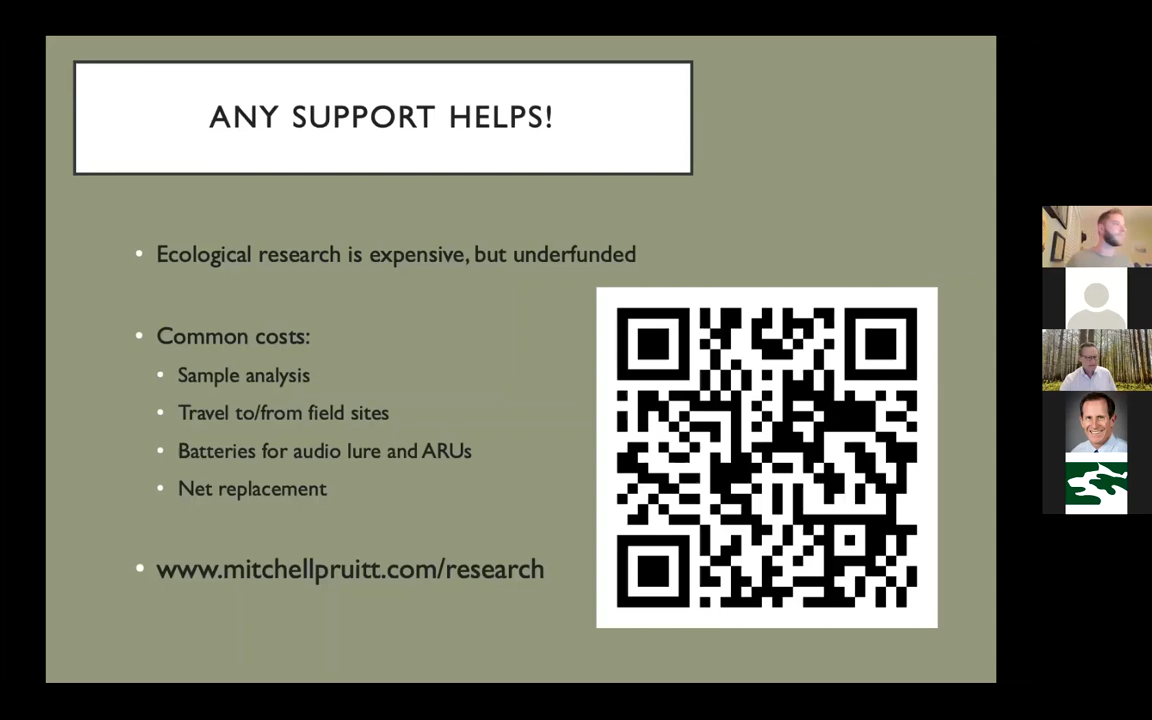 ANY SUPPORT HELPS!
Ecological research is expensive, but underfunded
Common costs:
Sample analysis
Travel to/from field sites
Batteries for audio lure and ARUs
Net replacement
www.mitchellpruitt.com/research